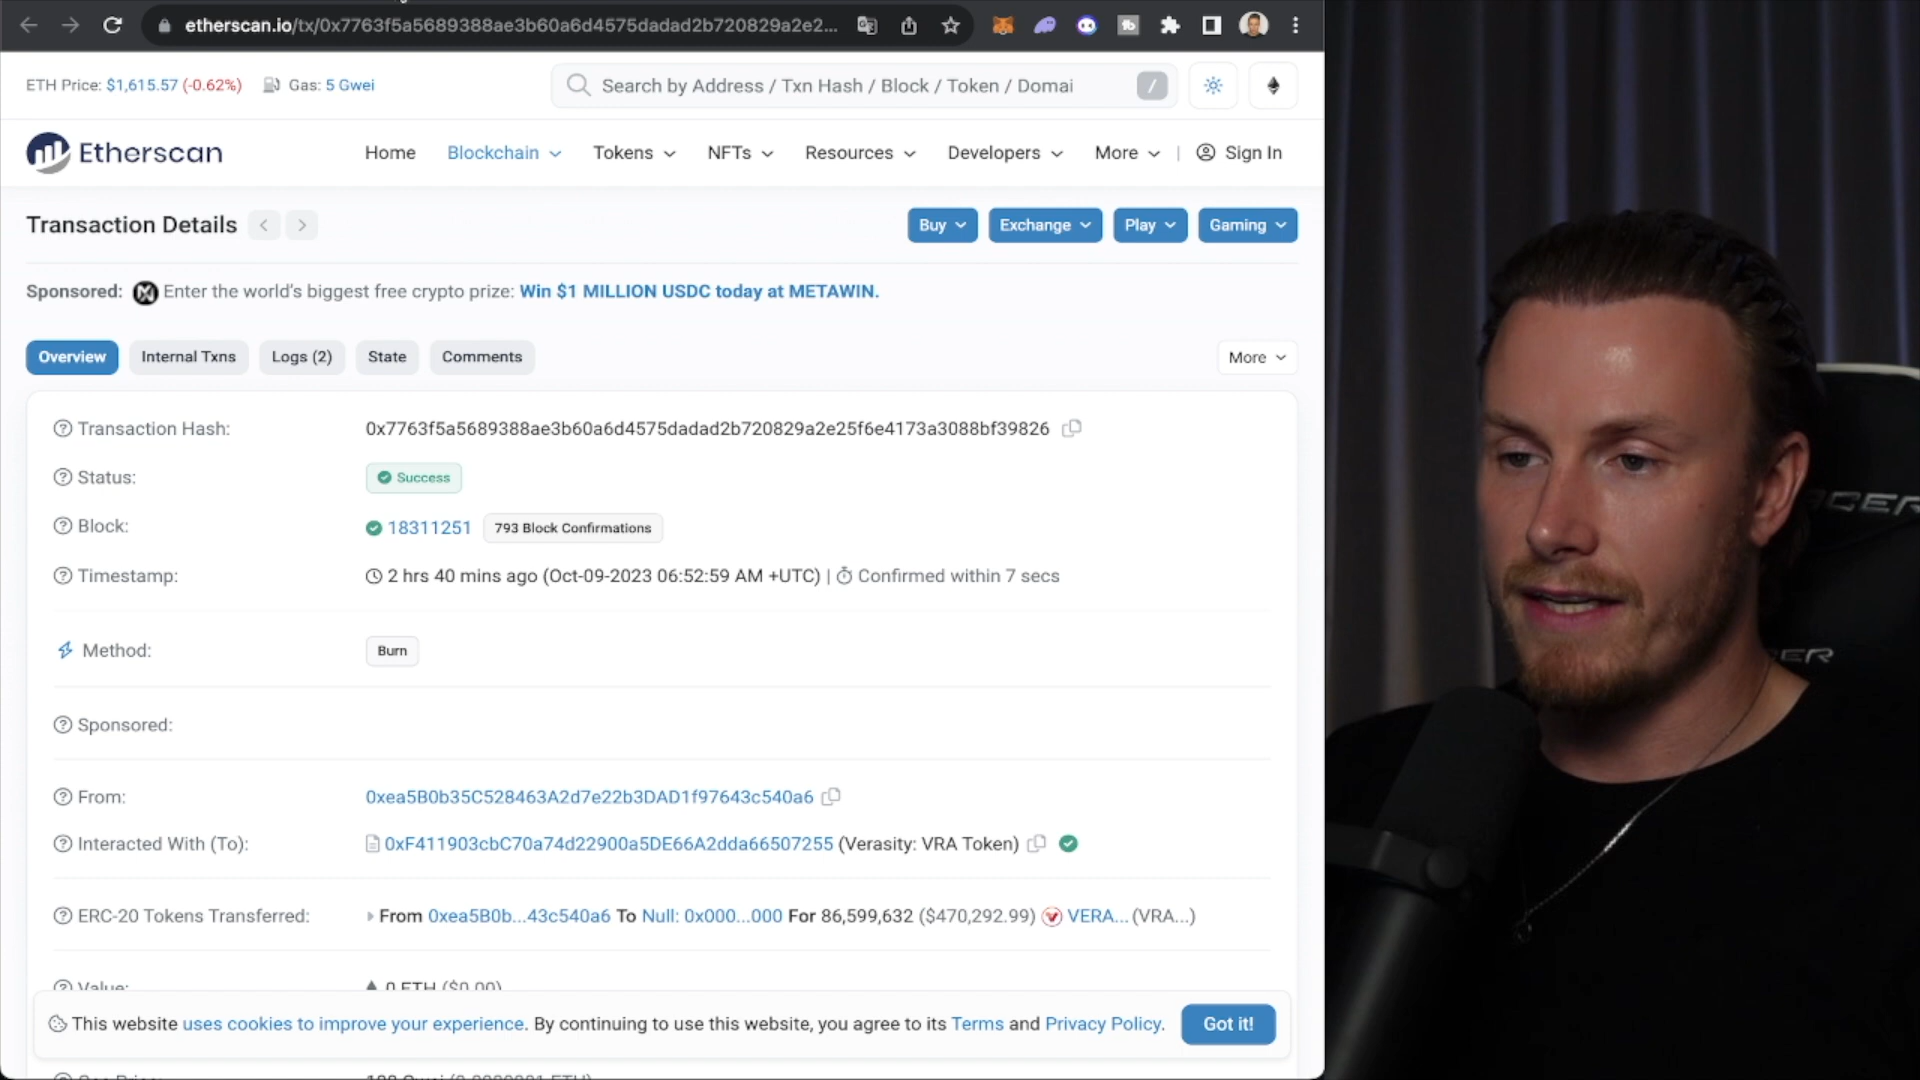 etherscan.io/tx/0x7763f5a5689388ae3b60a6d4575dadad2b720829a2e2...
ETH Price: $1,615.57 (-0.62%) Gas: 5 Gwei
Search by Address / Txn Hash / Block / Token / Domai
/
Etherscan
Home Blockchain Tokens NFTs Resources Developers More | Sign In
Transaction Details
Buy Exchange Play Gaming
Sponsored: Enter the world's biggest free crypto prize: Win $1 MILLION USDC today at METAWIN.
Overview Internal Txns Logs (2) State Comments More
Transaction Hash: 0x7763f5a5689388ae3b60a6d4575dadad2b720829a2e25f6e4173a3088bf39826
Status: Success
Block: 18311251 793 Block Confirmations
Timestamp: 2 hrs 40 mins ago (Oct-09-2023 06:52:59 AM +UTC) | Confirmed within 7 secs
Method: Burn
Sponsored:
From: 0xea5B0b35C528463A2d7e22b3DAD1f97643c540a6
Interacted With (To): 0xF411903cbC70a74d22900a5DE66A2dda66507255 (Verasity: VRA Token)
ERC-20 Tokens Transferred: From 0xea5B0b...43c540a6 To Null: 0x000...000 For 86,599,632 ($470,292.99) VERA... (VRA...)
Value: 0 ETH ($0.00)
This website uses cookies to improve your experience. By continuing to use this website, you agree to its Terms and Privacy Policy. Got it!